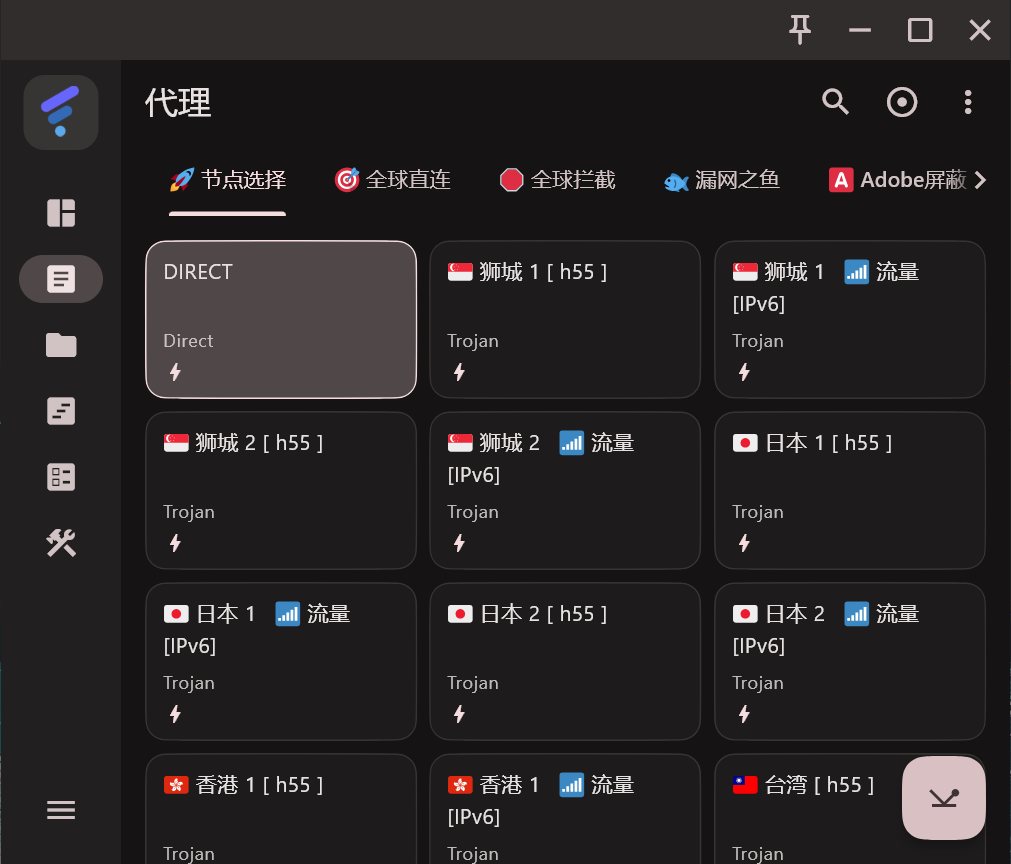 代理
节点选择
全球直连
全球拦截
漏网之鱼
A Adobe屏蔽
DIRECT
Direct
狮城 1 [ h55 ]
Trojan
狮城 1 流量
[IPv6]
Trojan
狮城 2 [ h55 ]
Trojan
狮城 2 流量
[IPv6]
Trojan
日本 1 [ h55 ]
Trojan
日本 1 流量
[IPv6]
Trojan
日本 2 [ h55 ]
Trojan
日本 2 流量
[IPv6]
Trojan
香港 1 [ h55 ]
Trojan
香港 1 流量
[IPv6]
Trojan
台湾 [ h55 ]
Trojan